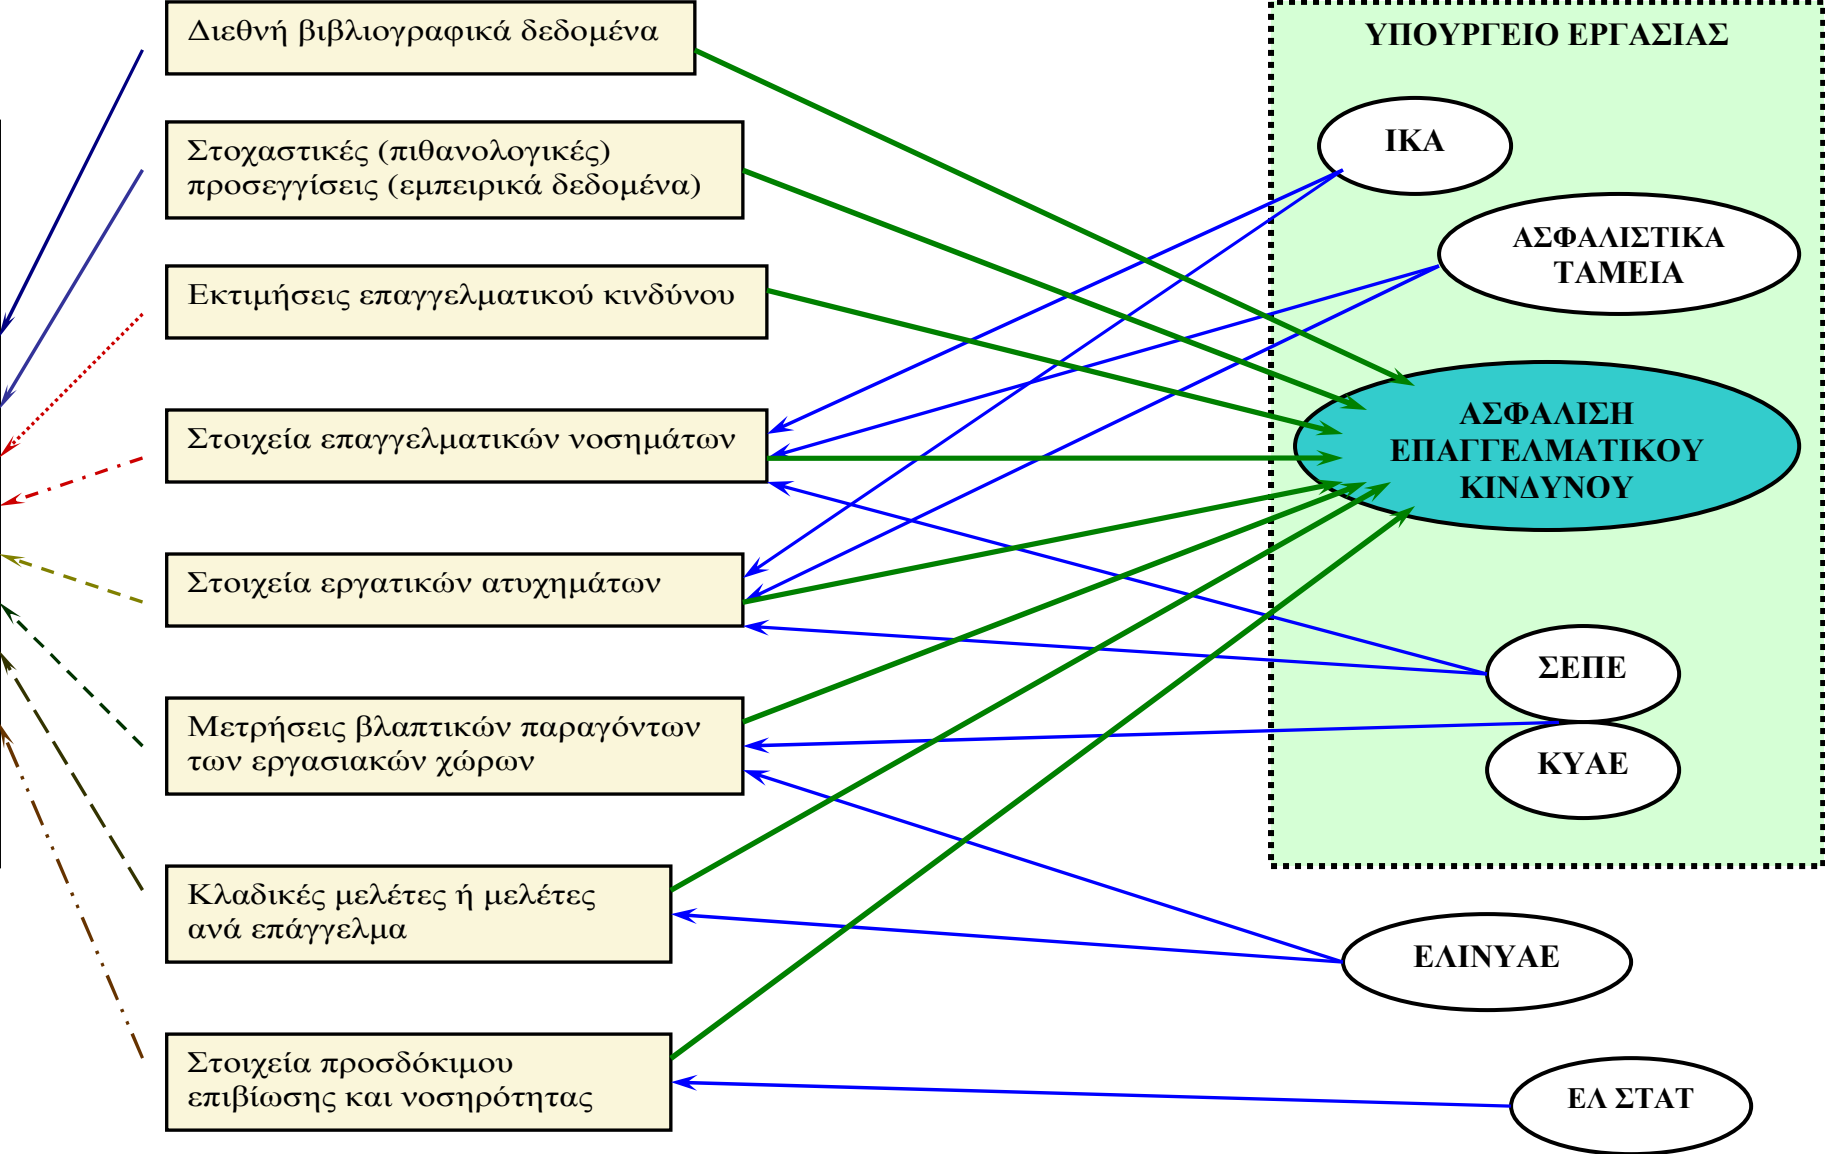 Διεθνή βιβλιογραφικά δεδομένα
Στοχαστικές (πιθανολογικές)
προσεγγίσεις (εμπειρικά δεδομένα)
Εκτιμήσεις επαγγελματικού κινδύνου
Στοιχεία επαγγελματικών νοσημάτων
Στοιχεία εργατικών ατυχημάτων
Μετρήσεις βλαπτικών παραγόντων
των εργασιακών χώρων
Κλαδικές μελέτες ή μελέτες
ανά επάγγελμα
Στοιχεία προσδόκιμου
επιβίωσης και νοσηρότητας
ΥΠΟΥΡΓΕΙΟ ΕΡΓΑΣΙΑΣ
ΙΚΑ
ΑΣΦΑΛΙΣΤΙΚΑ
ΤΑΜΕΙΑ
ΑΣΦΑΛΙΣΗ
ΕΠΑΓΓΕΛΜΑΤΙΚΟΥ
ΚΙΝΔΥΝΟΥ
ΣΕΠΕ
ΚΥΑΕ
ΕΛΙΝΥΑΕ
ΕΛ ΣΤΑΤ